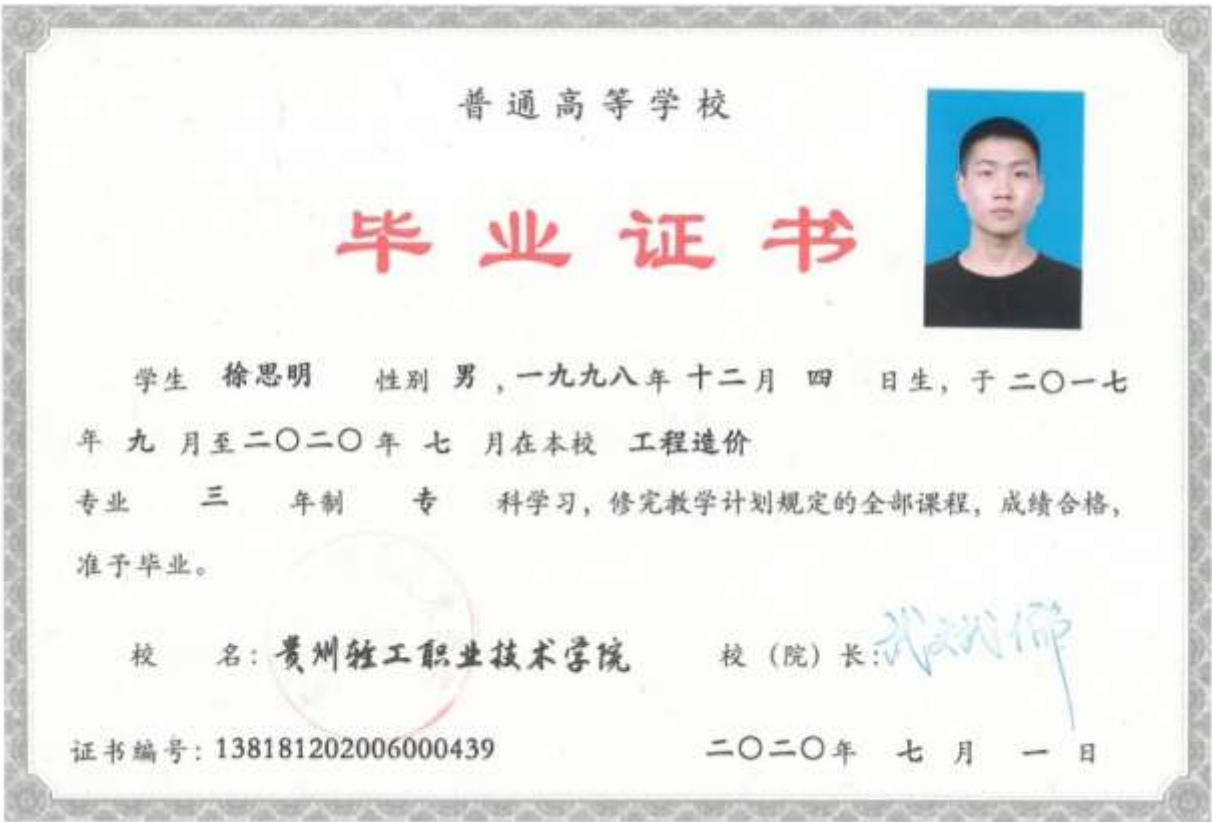 普通高等学校
毕业证书
学生 徐思明 性别 男，一九九八年 十二月 四 日生，于 二〇一七
年 九 月至二〇二〇年 七 月在本校 工程造价
专业 三 年制 专 科学习，修完教学计划规定的全部课程，成绩合格，
准予毕业。
校 名：贵州轻工职业技术学院 校（院）长：
证书编号：138181202006000439 二〇二〇年 七 月 一 日